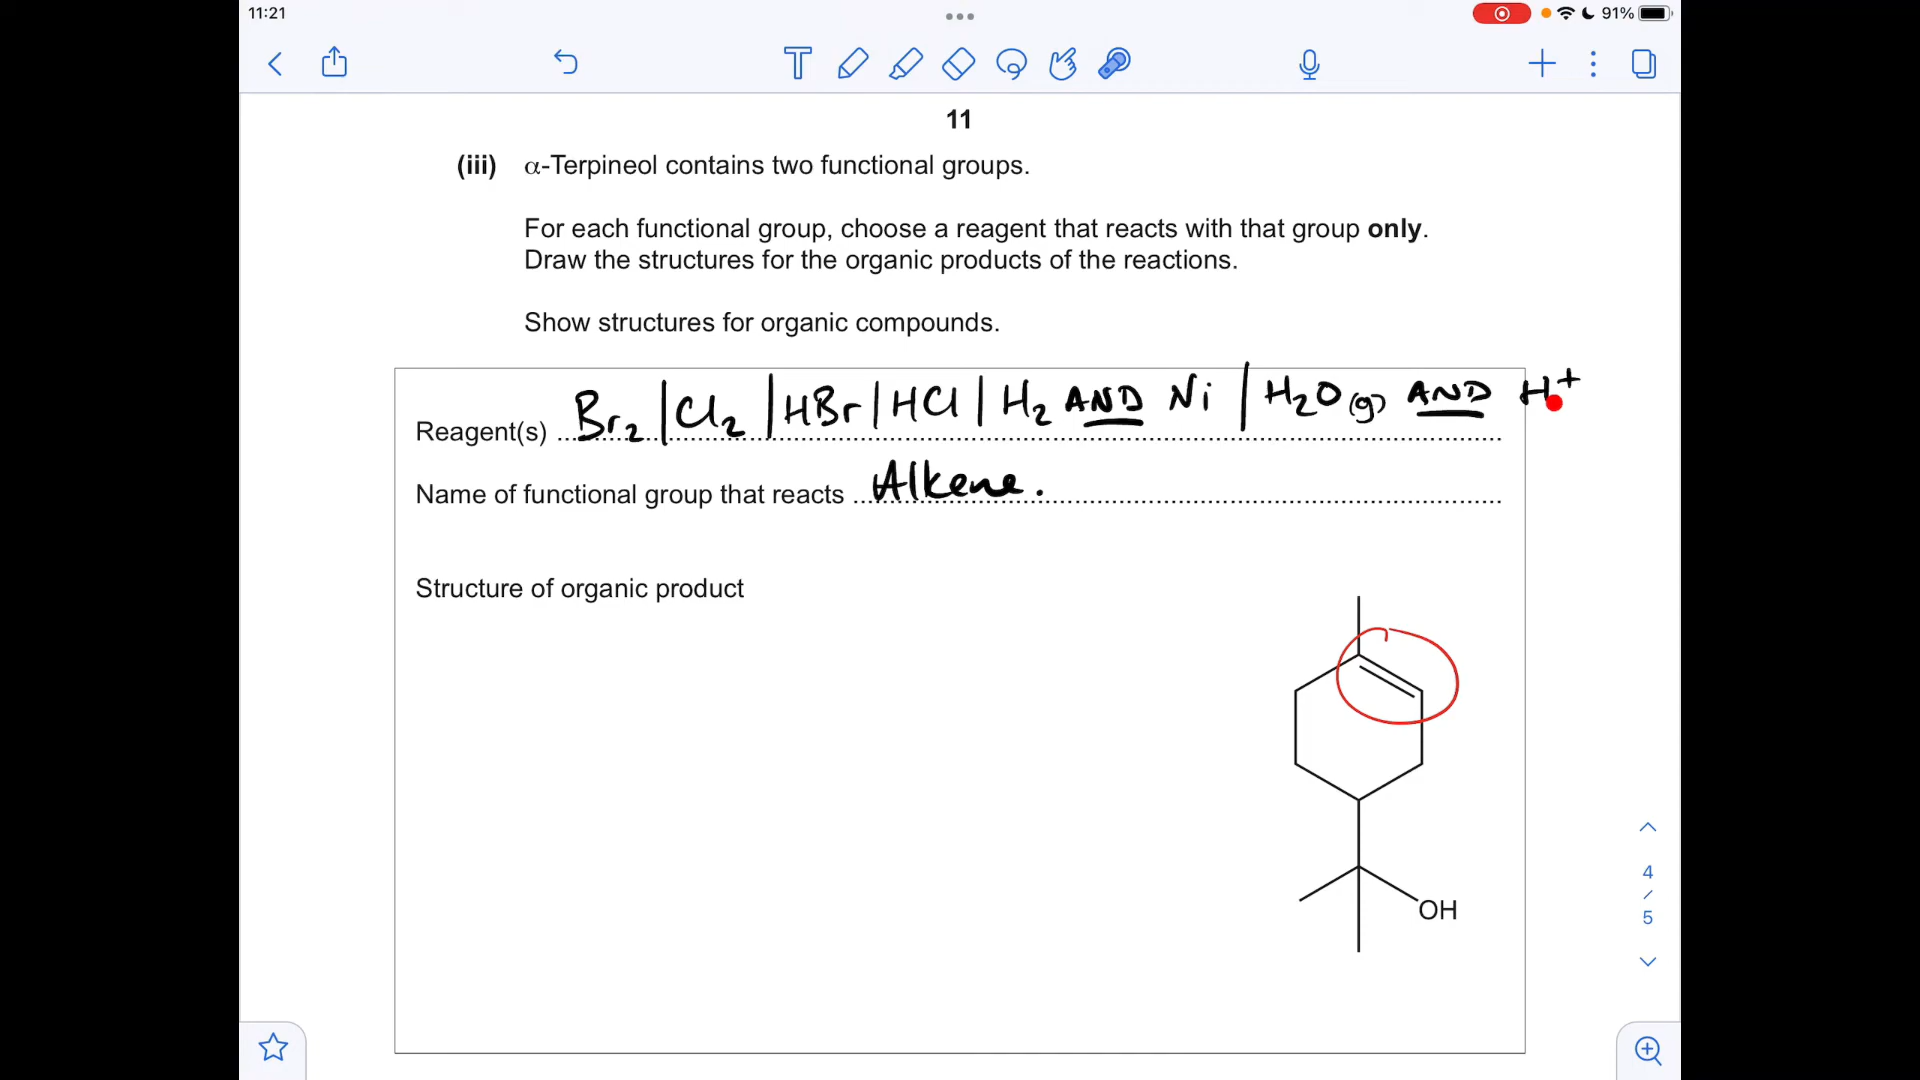 11:21
91%
11
(iii) α-Terpineol contains two functional groups.
For each functional group, choose a reagent that reacts with that group only.
Draw the structures for the organic products of the reactions.
Show structures for organic compounds.
Reagent(s) Br₂ | Cl₂ | HBr | HCl | H₂ AND Ni | H₂O(g) AND H⁺
Name of functional group that reacts Alkene.
Structure of organic product
OH
4
/
5